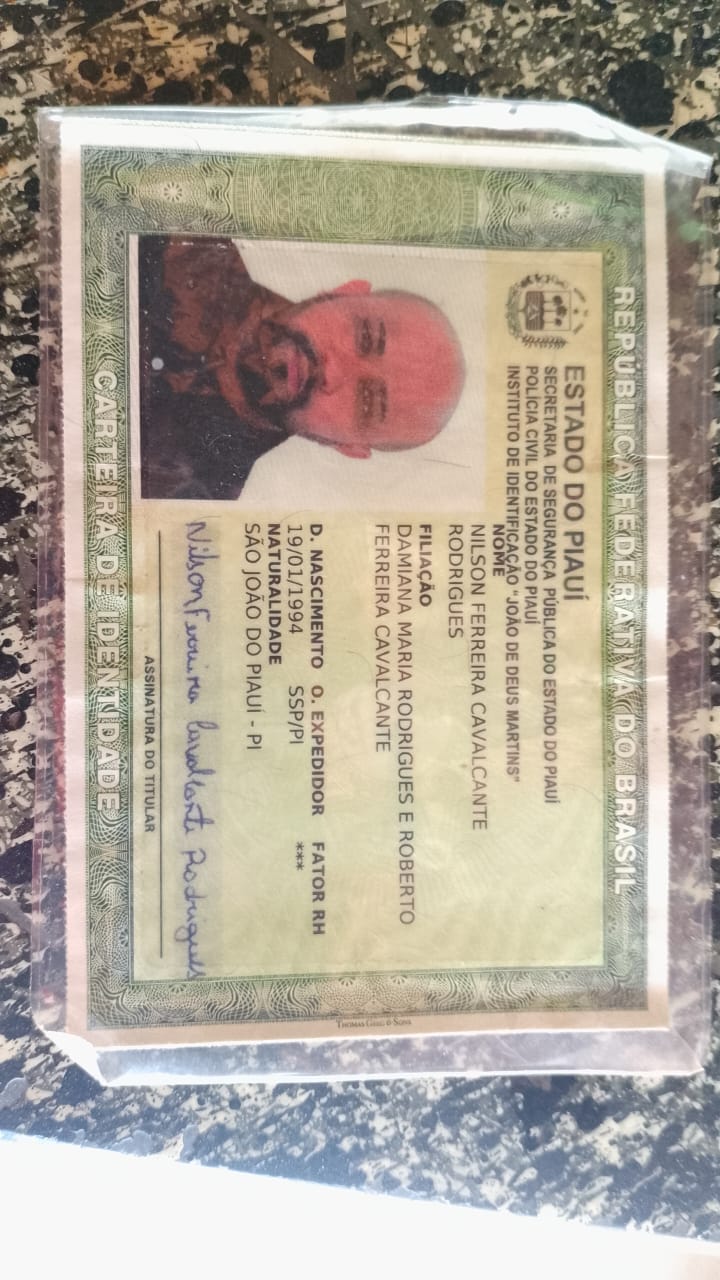 REPÚBLICA FEDERATIVA DO BRASIL
ESTADO DO PIAUÍ
SECRETARIA DE SEGURANÇA PÚBLICA DO ESTADO DO PIAUÍ
POLÍCIA CIVIL DO ESTADO DO PIAUÍ
INSTITUTO DE IDENTIFICAÇÃO "JOÃO DE DEUS MARTINS"
NOME
NILSON FERREIRA CAVALCANTE
RODRIGUES
FILIAÇÃO
DAMIANA MARIA RODRIGUES E ROBERTO
FERREIRA CAVALCANTE
D. NASCIMENTO O. EXPEDIDOR FATOR RH
19/01/1994 SSP/PI ***
NATURALIDADE
SÃO JOÃO DO PIAUÍ - PI
Nilson Ferreira Cavalcante Rodrigues
ASSINATURA DO TITULAR
CARTEIRA DE IDENTIDADE
THOMAS GREG & SONS